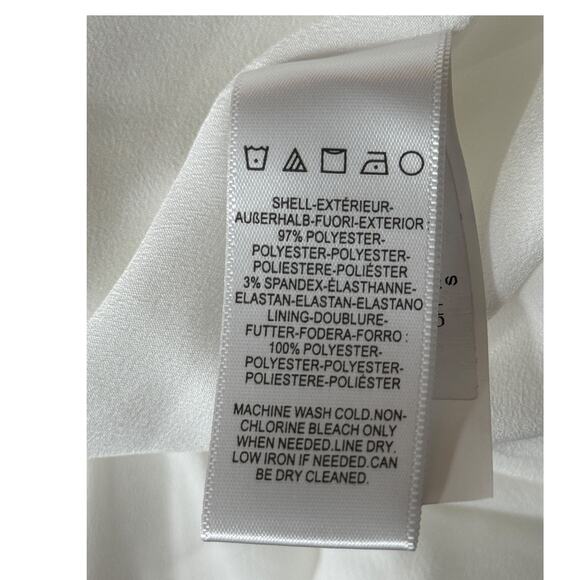 SHELL-EXTÉRIEUR-
AUßERHALB-FUORI-EXTERIOR:
97% POLYESTER-
POLYESTER-POLYESTER-
POLIESTERE-POLIÉSTER
3% SPANDEX-ÉLASTHANNE-
ELASTAN-ELASTAN-ELASTANO
LINING-DOUBLURE-
FUTTER-FODERA-FORRO :
100% POLYESTER-
POLYESTER-POLYESTER-
POLIESTERE-POLIÉSTER
MACHINE WASH COLD.NON-
CHLORINE BLEACH ONLY
WHEN NEEDED.LINE DRY.
LOW IRON IF NEEDED.CAN
BE DRY CLEANED.